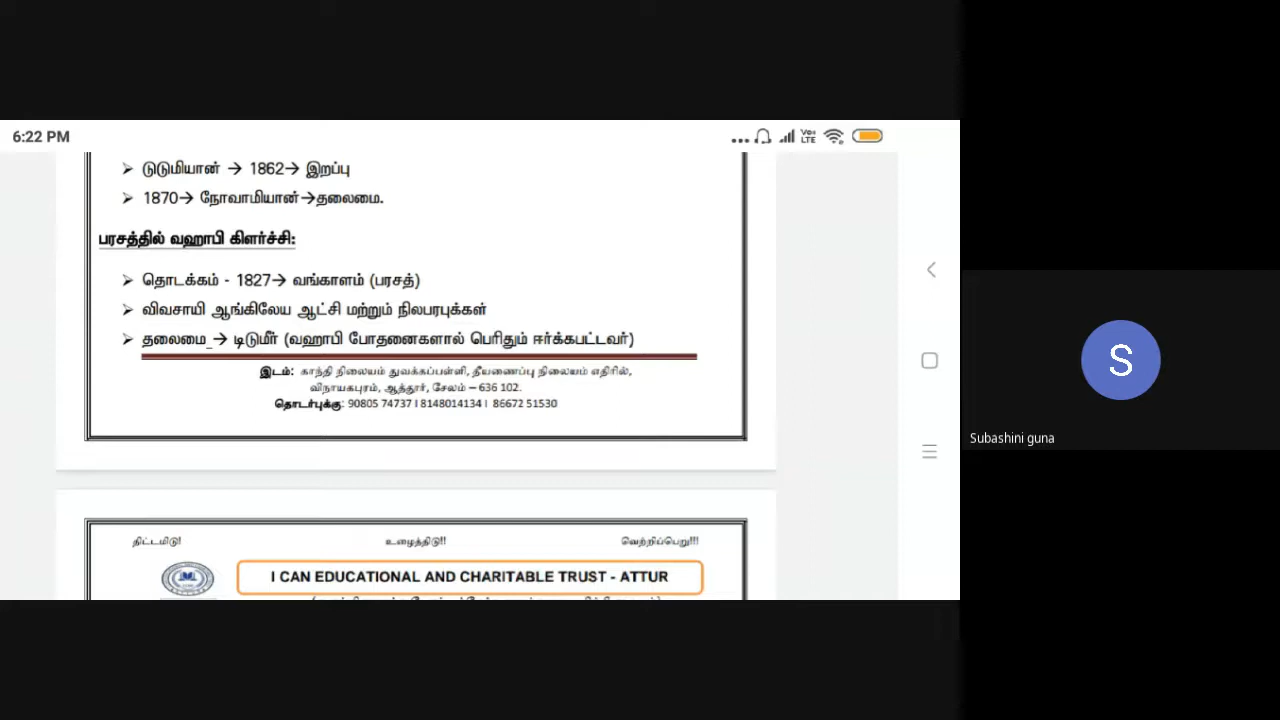 6:22 PM
➢ டுடுமியான் → 1862→ இறப்பு
➢ 1870→ நோவாமியான்→தலைமை.
பரசத்தில் வஹாபி கிளர்ச்சி:
➢ தொடக்கம் - 1827→ வங்காளம் (பரசத்)
➢ விவசாயி ஆங்கிலேய ஆட்சி மற்றும் நிலபரபுக்கள்
➢ தலைமை → டிடுமீர் (வஹாபி போதனைகளால் பெரிதும் ஈர்க்கபட்டவர்)
இடம்: காந்தி நிலையம் துவக்கப்பள்ளி, தீயணைப்பு நிலையம் எதிரில்,
விநாயகபுரம், ஆத்தூர், சேலம் – 636 102.
தொடர்புக்கு: 90805 74737 I 8148014134 I 86672 51530
திட்டமிடு! உழைத்திடு!! வெற்றிப்பெறு!!!
I CAN EDUCATIONAL AND CHARITABLE TRUST - ATTUR
S
Subashini guna